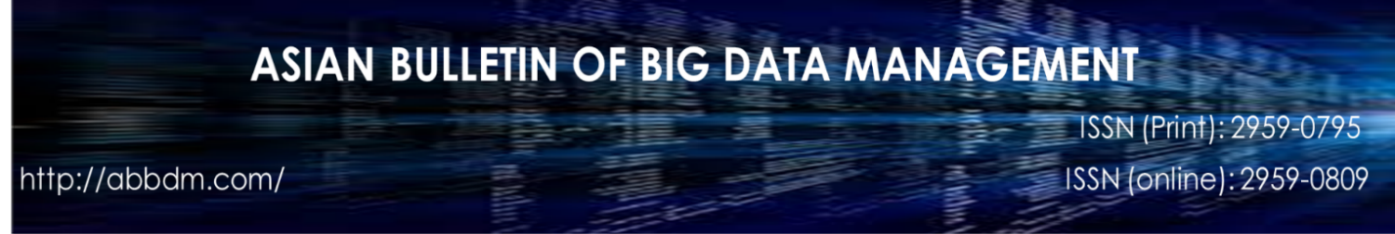 ASIAN BULLETIN OF BIG DATA MANAGEMENT
ISSN (Print): 2959-0795
http://abbdm.com/
ISSN (online): 2959-0809